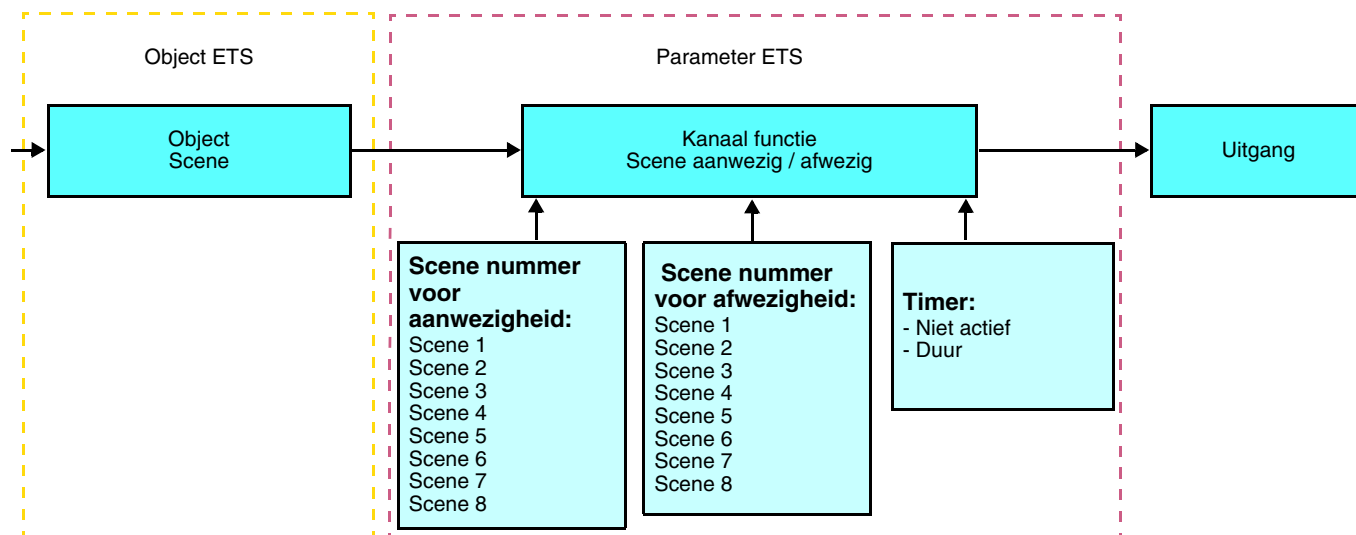 Object ETS
Parameter ETS
Object
Scene
Kanaal functie
Scene aanwezig / afwezig
Uitgang
Scene nummer
voor
aanwezigheid:
Scene 1
Scene 2
Scene 3
Scene 4
Scene 5
Scene 6
Scene 7
Scene 8
Scene nummer
voor afwezigheid:
Scene 1
Scene 2
Scene 3
Scene 4
Scene 5
Scene 6
Scene 7
Scene 8
Timer:
- Niet actief
- Duur